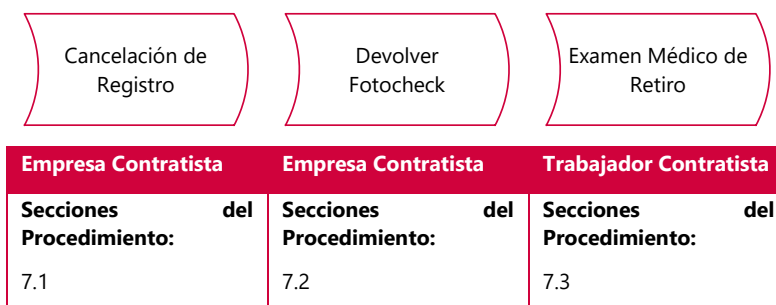 Cancelación de
Registro
Devolver
Fotocheck
Examen Médico de
Retiro
Empresa Contratista
Empresa Contratista
Trabajador Contratista
Secciones del
Procedimiento:
7.1
Secciones del
Procedimiento:
7.2
Secciones del
Procedimiento:
7.3